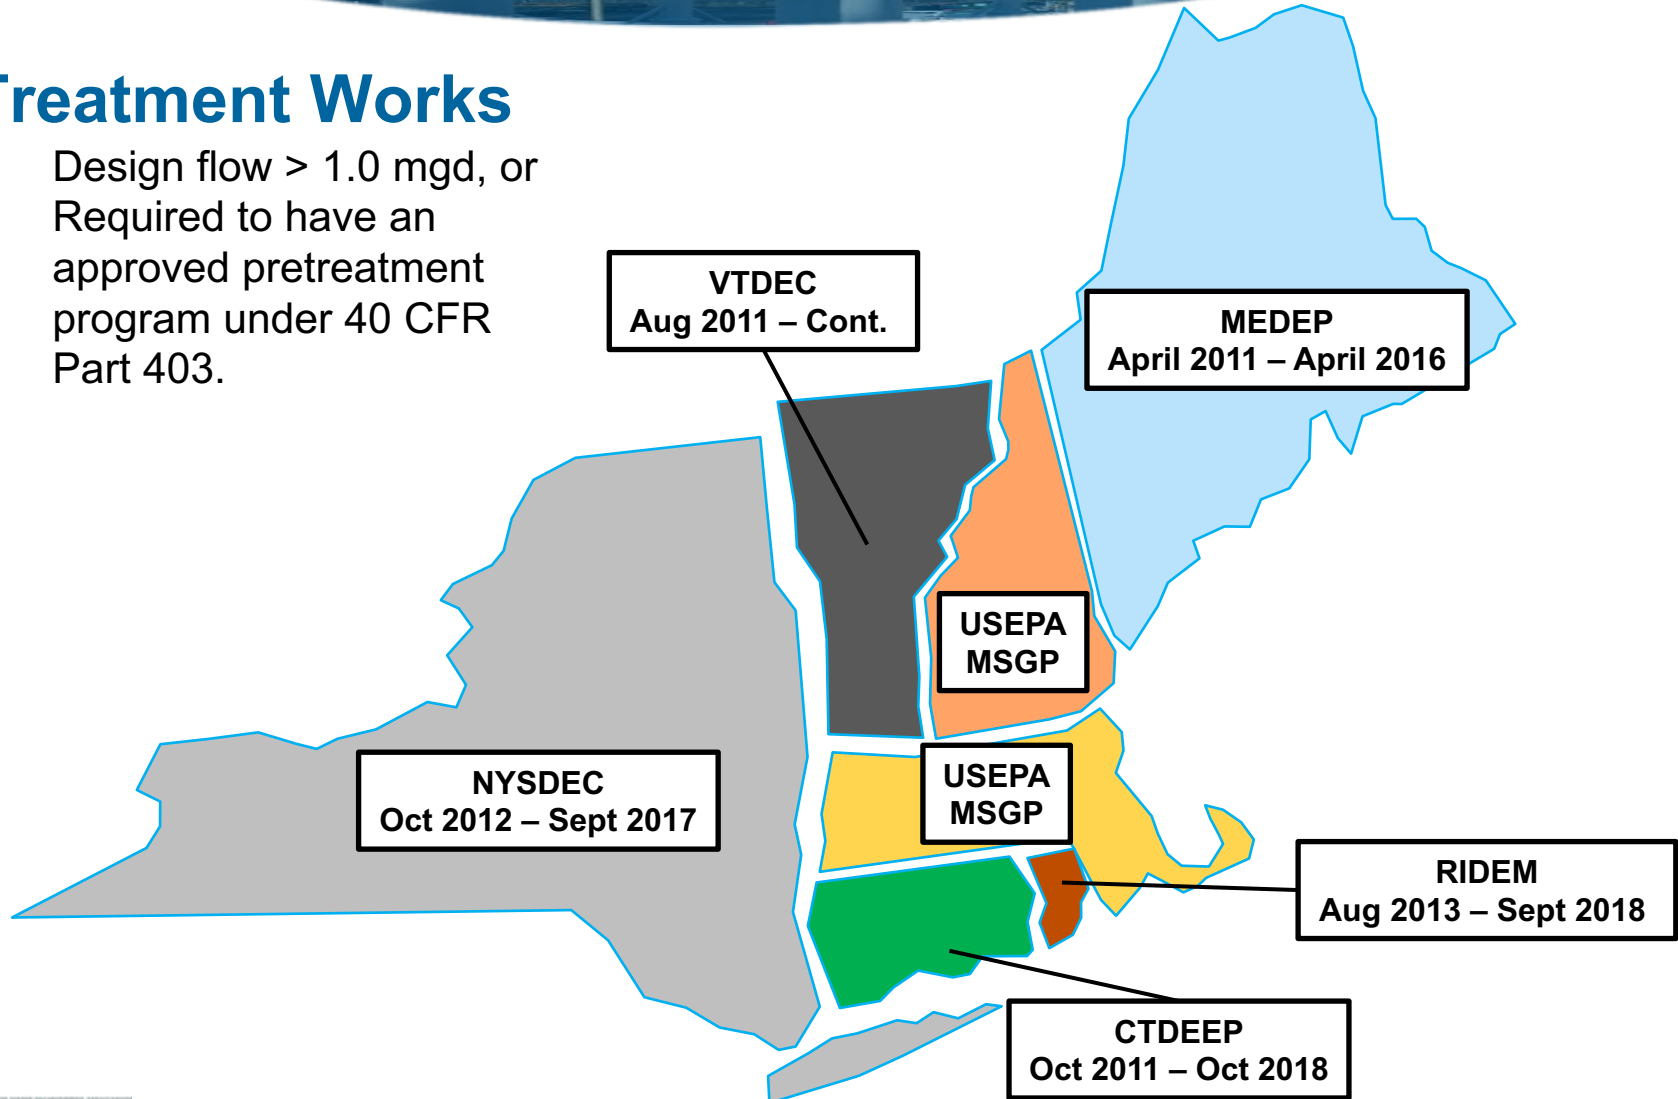 Treatment Works
Design flow > 1.0 mgd, or
Required to have an
approved pretreatment
program under 40 CFR
Part 403.
VTDEC
Aug 2011 – Cont.
MEDEP
April 2011 – April 2016
USEPA
MSGP
NYSDEC
Oct 2012 – Sept 2017
USEPA
MSGP
RIDEM
Aug 2013 – Sept 2018
CTDEEP
Oct 2011 – Oct 2018